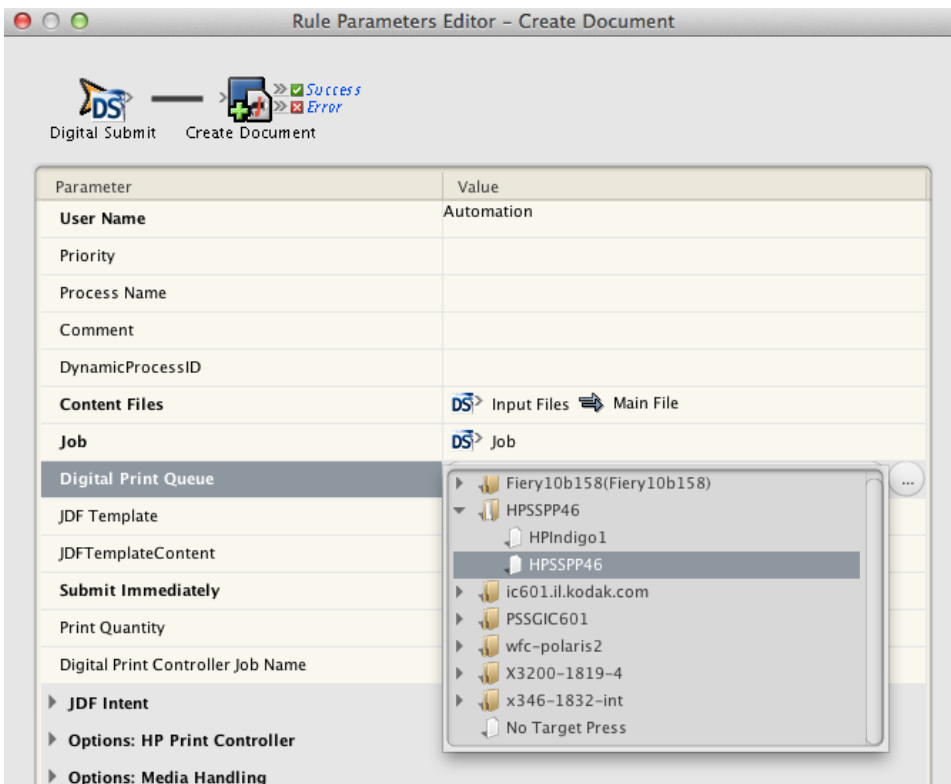 Rule Parameters Editor – Create Document
Success
Error
DS
Digital Submit Create Document
Parameter Value
User Name Automation
Priority
Process Name
Comment
DynamicProcessID
Content Files DS Input Files Main File
Job DS Job
Digital Print Queue ...
Fiery10b158(Fiery10b158)
JDF Template HPSSPP46
HPIndigo1
JDFTemplateContent
HPSSPP46
Submit Immediately ic601.il.kodak.com
Print Quantity PSSGIC601
wfc-polaris2
Digital Print Controller Job Name X3200-1819-4
JDF Intent x346-1832-int
No Target Press
Options: HP Print Controller
Options: Media Handling